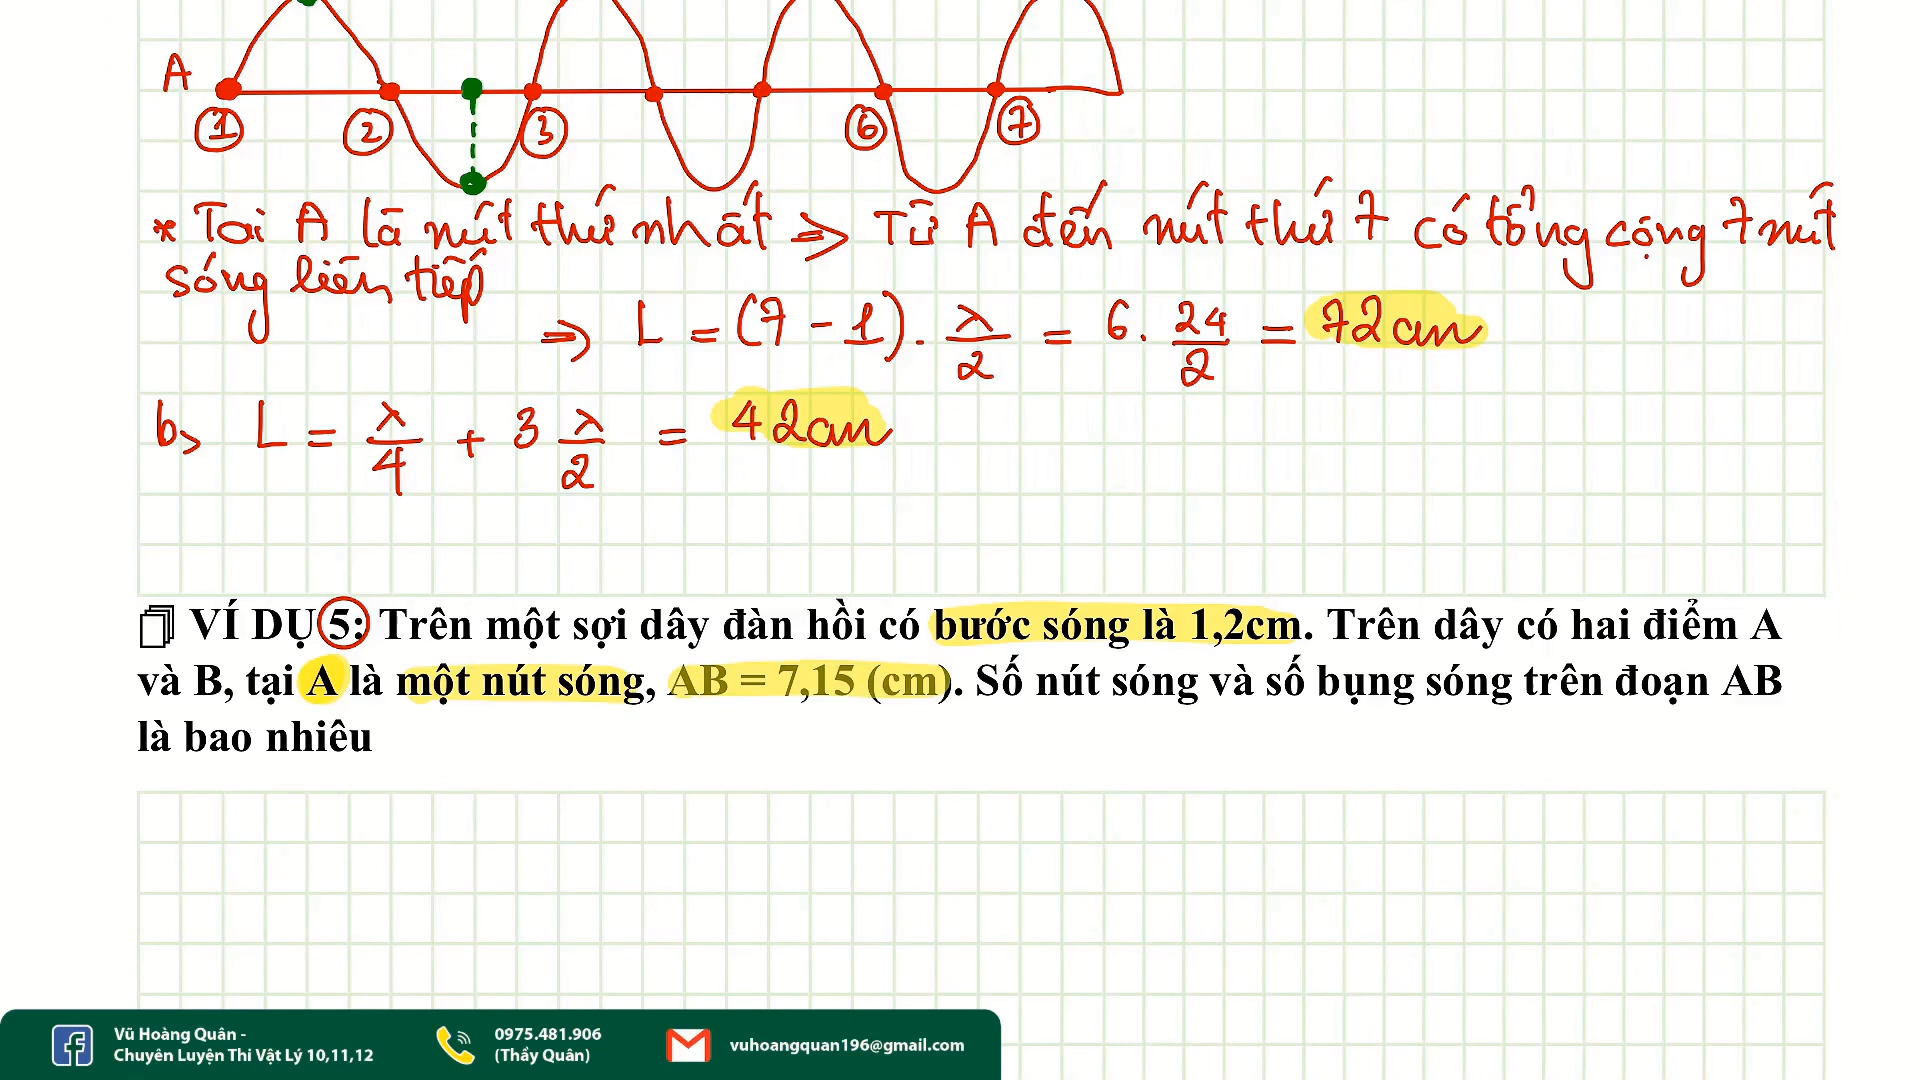 A
1 2 3 6 7
* Tại A là nút thứ nhất => Từ A đến nút thứ 7 có tổng cộng 7 nút
sóng liên tiếp
=> L = (7 - 1) . λ/2 = 6 . 24/2 = 72cm
b, L = λ/4 + 3 λ/2 = 42cm
VÍ DỤ 5: Trên một sợi dây đàn hồi có bước sóng là 1,2cm. Trên dây có hai điểm A
và B, tại A là một nút sóng, AB = 7,15 (cm). Số nút sóng và số bụng sóng trên đoạn AB
là bao nhiêu
Vũ Hoàng Quân -
Chuyên Luyện Thi Vật Lý 10,11,12
0975.481.906
(Thầy Quân)
vuhoangquan196@gmail.com